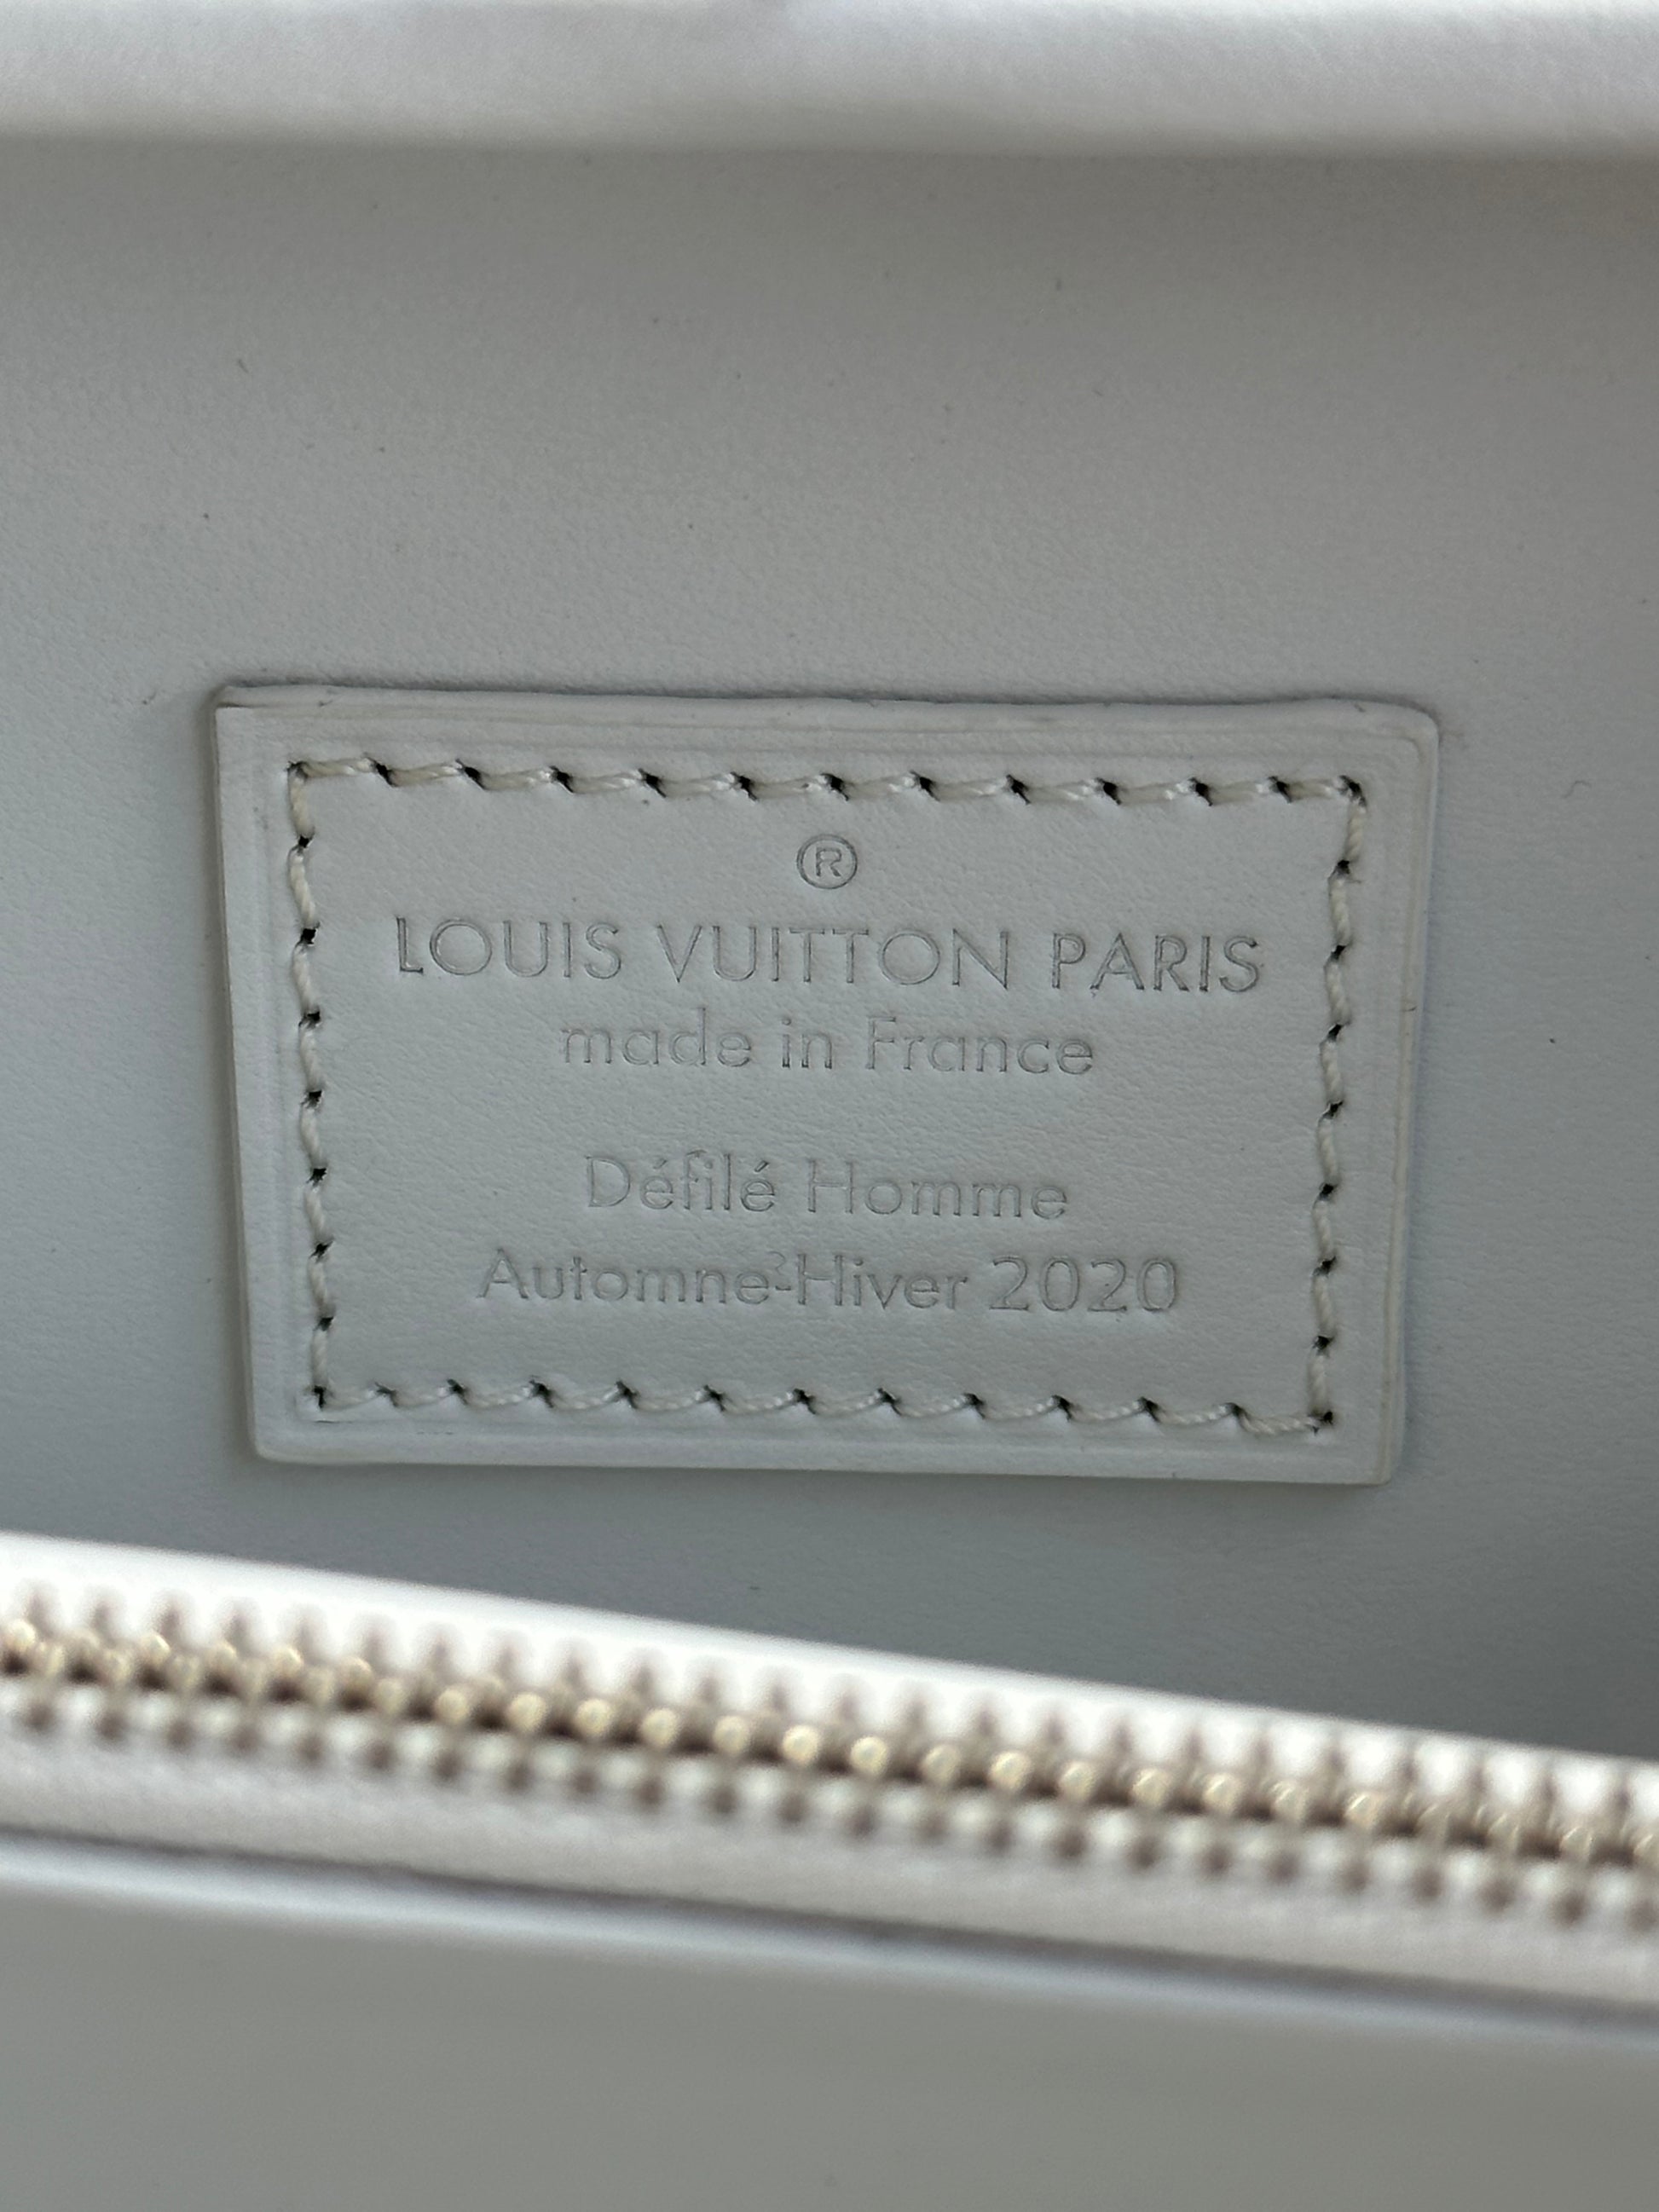 ®
LOUIS VUITTON PARIS
made in France
Défilé Homme
Automne-Hiver 2020